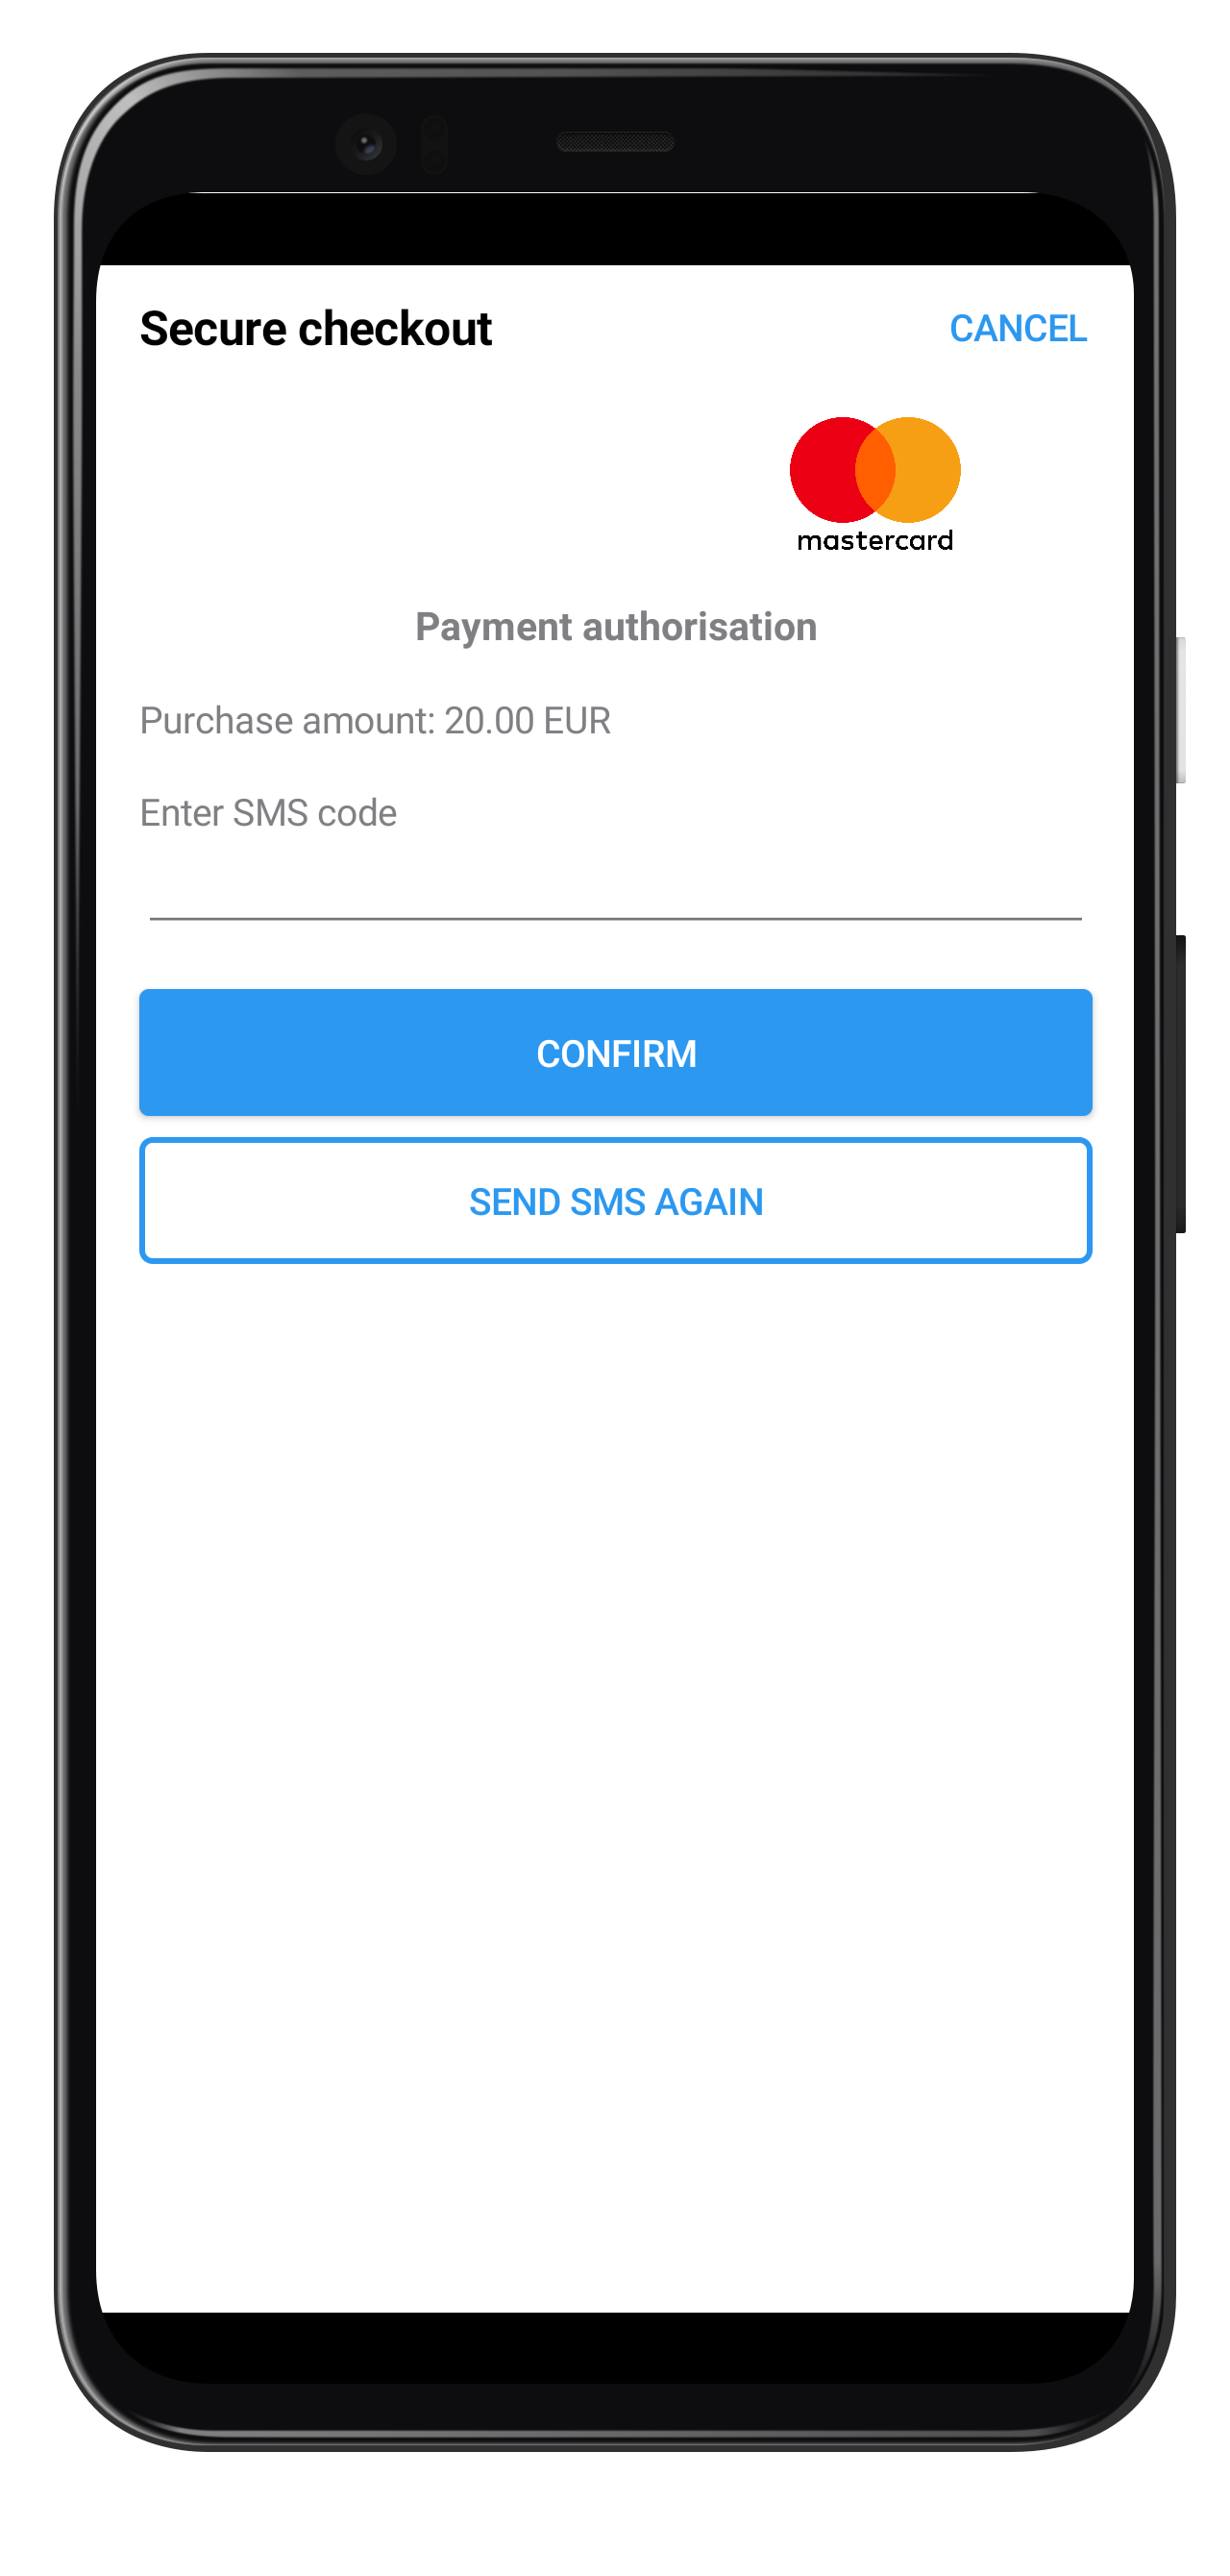 Secure checkout
CANCEL
mastercard
Payment authorisation
Purchase amount: 20.00 EUR
Enter SMS code
CONFIRM
SEND SMS AGAIN